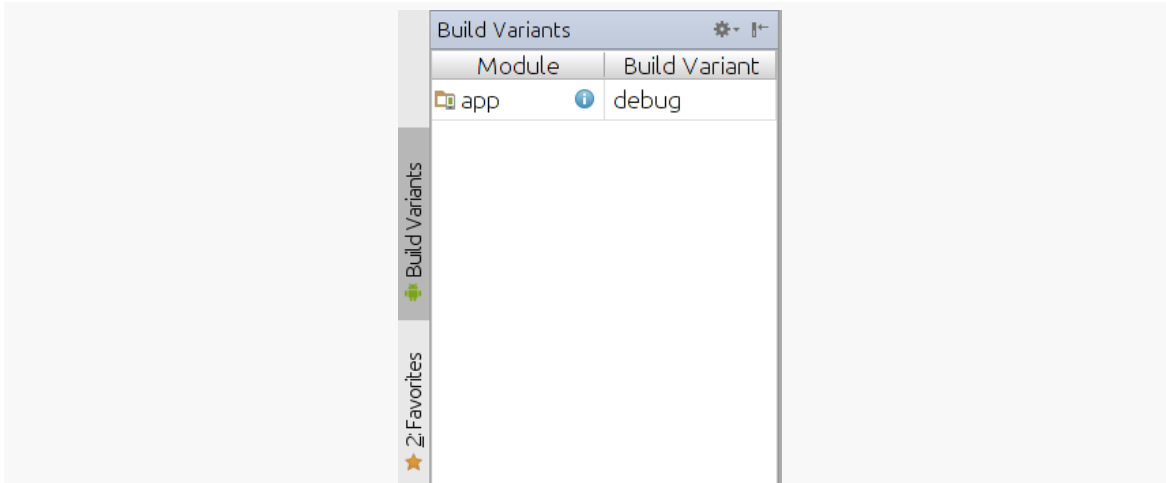 Build Variants
Module Build Variant
app debug
Build Variants
2: Favorites